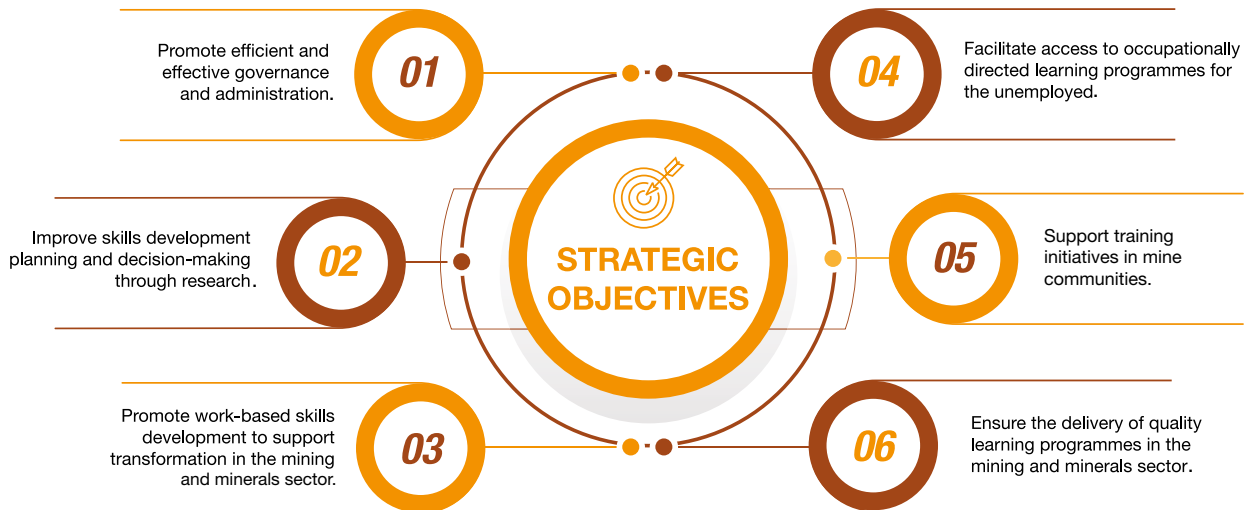 01
Promote efficient and
effective governance
and administration.
02
Improve skills development
planning and decision-making
through research.
03
Promote work-based skills
development to support
transformation in the mining
and minerals sector.
STRATEGIC
OBJECTIVES
04
Facilitate access to occupationally
directed learning programmes for
the unemployed.
05
Support training
initiatives in mine
communities.
06
Ensure the delivery of quality
learning programmes in the
mining and minerals sector.